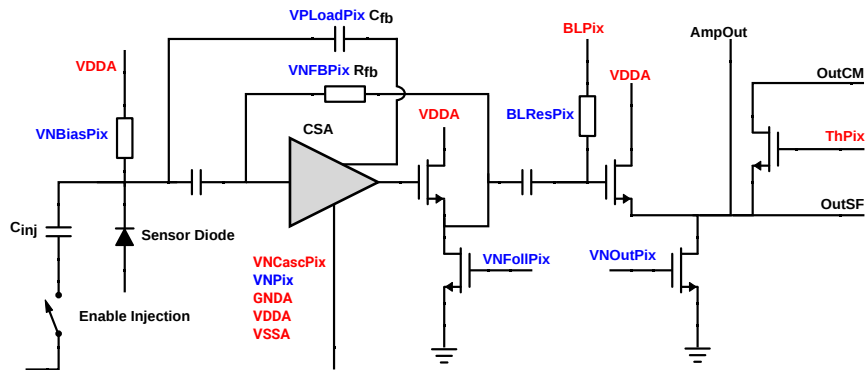 VPLoadPix Cfb
BLPix
AmpOut
VDDA
VNFBPix Rfb
VDDA
OutCM
VNBiasPix
CSA
VDDA
BLResPix
ThPix
Cinj
Sensor Diode
OutSF
VNCascPix
VNPix
GNDA
VDDA
VSSA
VNFollPix
VNOutPix
Enable Injection